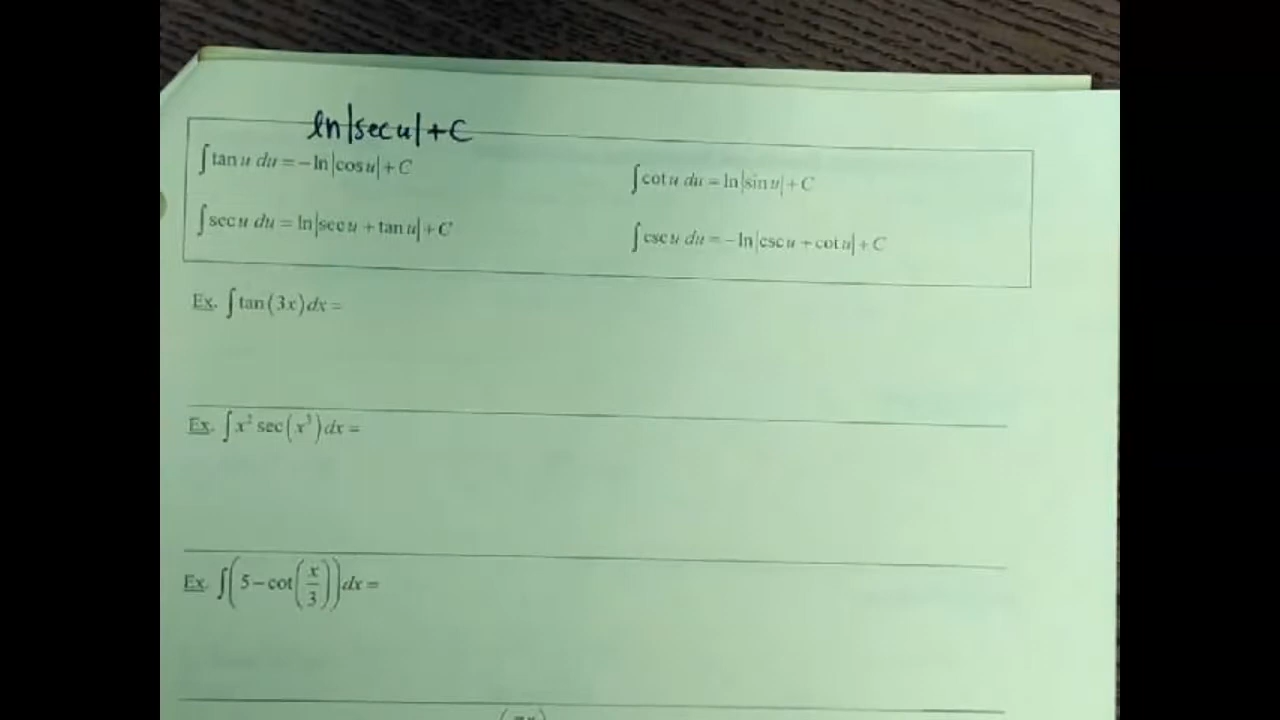 ln|sec u| + C
∫tan u du = −ln|cos u| + C
∫cot u du = ln|sin u| + C
∫sec u du = ln|sec u + tan u| + C
∫csc u du = −ln|csc u + cot u| + C
Ex. ∫tan(3x)dx =
Ex. ∫x² sec(x³)dx =
Ex. ∫(5 − cot(x/3))dx =